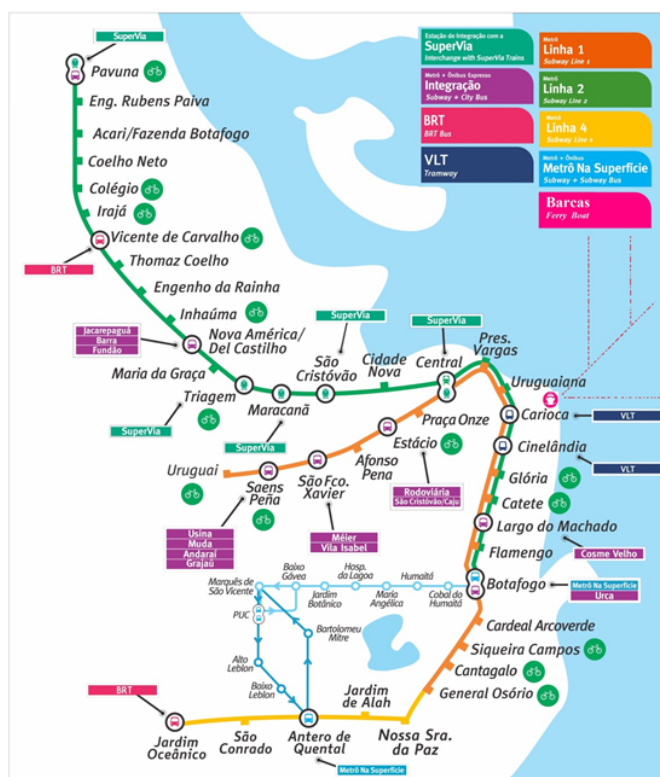 SuperVia
Pavuna
Eng. Rubens Paiva
Acari/Fazenda Botafogo
Coelho Neto
Colégio
Irajá
Vicente de Carvalho
BRT
Thomaz Coelho
Engenho da Rainha
Inhaúma
Jacarepaguá
Barra
Fundão
Nova América/
Del Castilho
Maria da Graça
Triagem
SuperVia
Maracanã
SuperVia
São
Cristóvão
SuperVia
Cidade
Nova
Central
SuperVia
Pres.
Vargas
Uruguaiana
Carioca
VLT
Cinelândia
VLT
Glória
Catete
Largo do Machado
Cosme Velho
Flamengo
Botafogo
Metrô Na Superfície
Urca
Praça Onze
Estácio
Rodoviária
São Cristóvão/Caju
Afonso
Pena
São Fco.
Xavier
Méier
Vila Isabel
Saens
Peña
Usina
Muda
Andaraí
Grajaú
Uruguai
Cardeal Arcoverde
Siqueira Campos
Cantagalo
General Osório
Nossa Sra.
da Paz
Jardim
de Alah
Antero de
Quental
Metrô Na Superfície
São
Conrado
Jardim
Oceânico
BRT
Marquês de
São Vicente
Baixo
Gávea
Jardim
Botânico
Hosp.
da Lagoa
Maria
Angélica
Humaitá
Cobal do
Humaitá
PUC
Bartolomeu
Mitre
Alto
Leblon
Baixo
Leblon
Estação de Integração com a
SuperVia
Interchange with SuperVia Trains
Metrô + Ônibus Expresso
Integração
Subway + City Bus
BRT
BRT Bus
VLT
Tramway
Metrô
Linha 1
Subway Line 1
Metrô
Linha 2
Subway Line 2
Metrô
Linha 4
Subway Line 4
Metrô + Ônibus
Metrô Na Superfície
Subway + Subway Bus
Barcas
Ferry Boat